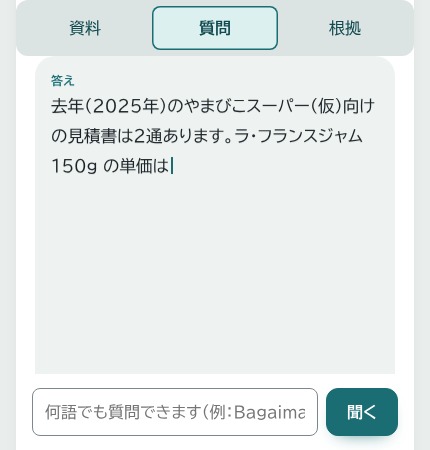 資料
質問
根拠
答え
去年（2025年）のやまびこスーパー（仮）向け
の見積書は2通あります。ラ・フランスジャム
150g の単価は
何語でも質問できます（例：Bagaima
聞く